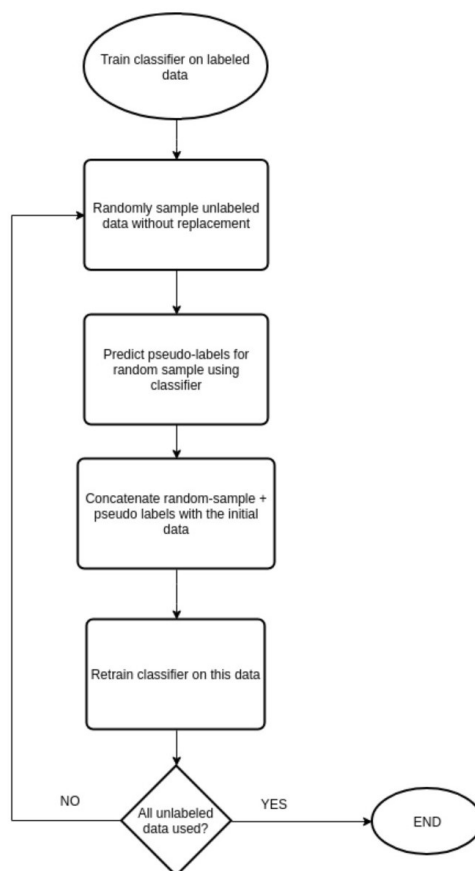 Train classifier on labeled
data
Randomly sample unlabeled
data without replacement
Predict pseudo-labels for
random sample using
classifier
Concatenate random-sample +
pseudo labels with the initial
data
Retrain classifier on this data
All unlabeled
data used?
NO
YES
END